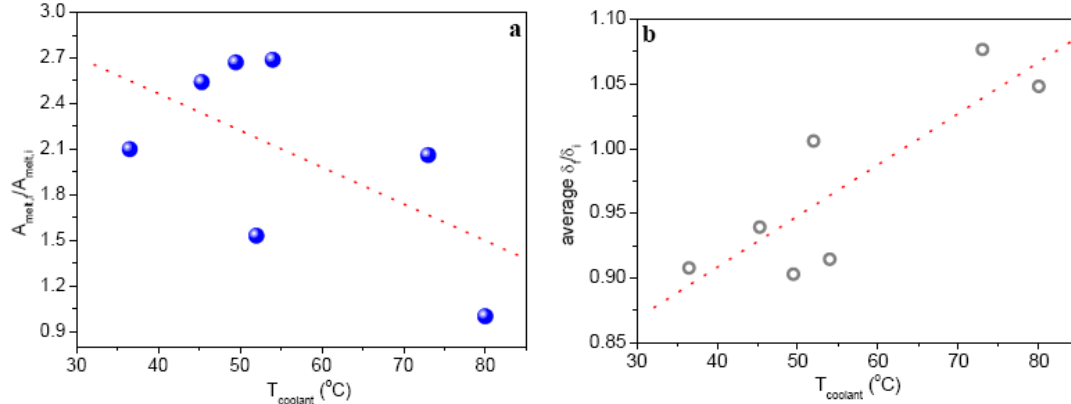 a
3.0
2.7
2.4
2.1
1.8
1.5
1.2
0.9
A_melt,f/A_melt,i
30 40 50 60 70 80
T_coolant (°C)
b
1.10
1.05
1.00
0.95
0.90
0.85
average δ_f/δ_i
30 40 50 60 70 80
T_coolant (°C)